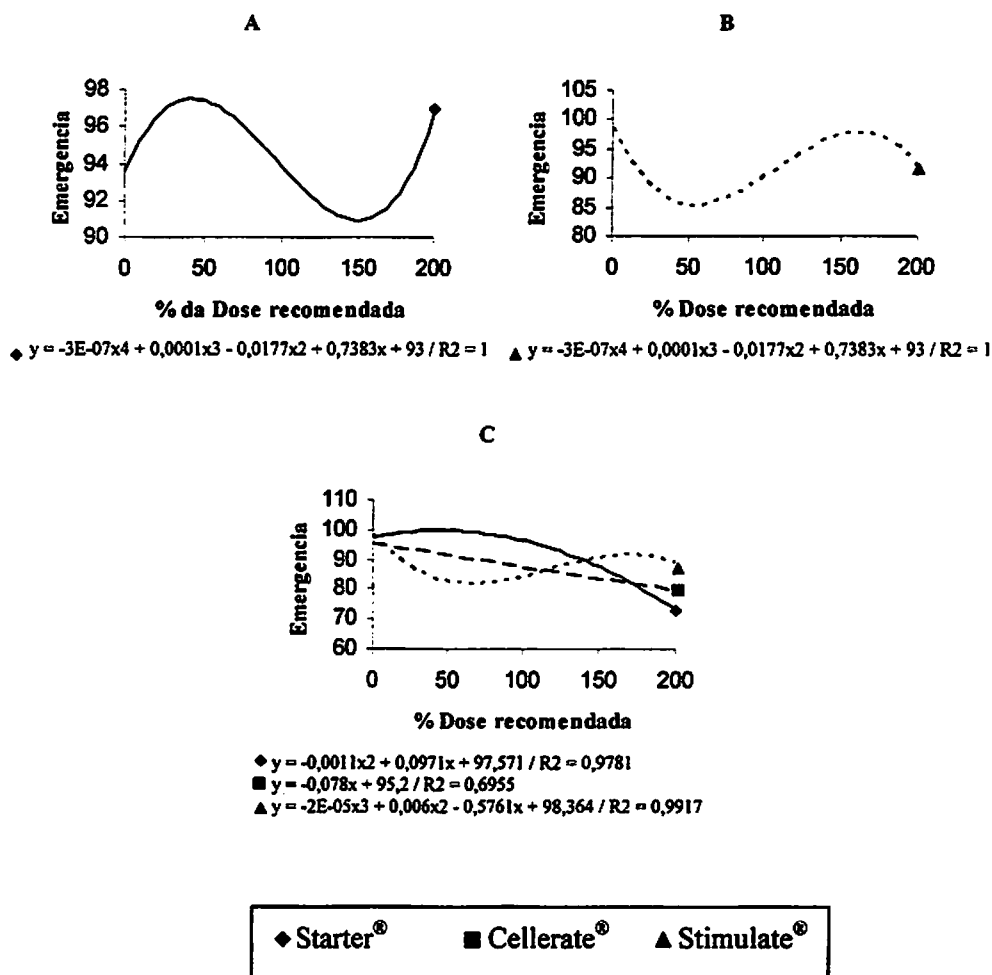 A
B
Emergencia
98
96
94
92
90
0 50 100 150 200
% da Dose recomendada
Emergencia
105
100
95
90
85
80
0 50 100 150 200
% Dose recomendada
y = -3E-07x4 + 0,0001x3 - 0,0177x2 + 0,7383x + 93 / R2 = 1
y = -3E-07x4 + 0,0001x3 - 0,0177x2 + 0,7383x + 93 / R2 = 1
C
Emergencia
110
100
90
80
70
60
0 50 100 150 200
% Dose recomendada
y = -0,0011x2 + 0,0971x + 97,571 / R2 = 0,9781
y = -0,078x + 95,2 / R2 = 0,6955
y = -2E-05x3 + 0,006x2 - 0,5761x + 98,364 / R2 = 0,9917
Starter® Cellerate® Stimulate®